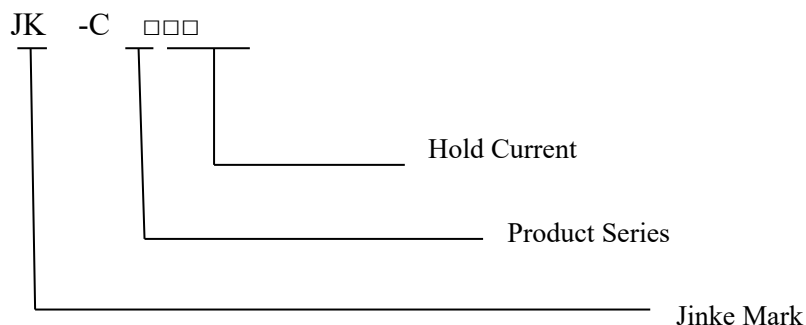 JK -C □□□
Hold Current
Product Series
Jinke Mark